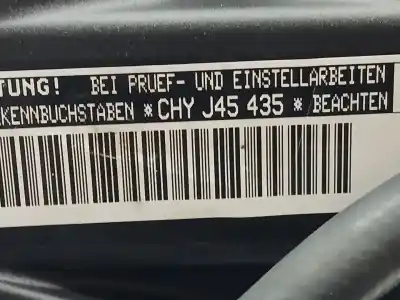 TUNG! BEI PRUEF- UND EINSTELLARBEITEN
KENNBUCHSTABEN *CHY J45 435* BEACHTEN